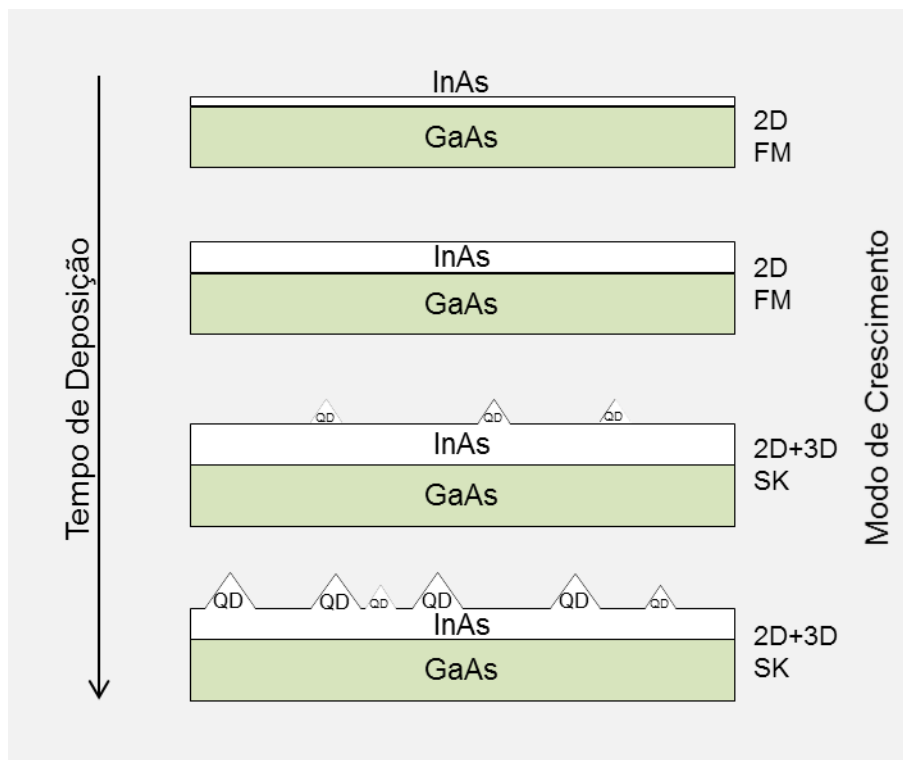 Tempo de Deposição
InAs
GaAs
2D
FM
InAs
GaAs
2D
FM
QD
QD
QD
InAs
GaAs
2D+3D
SK
QD
QD
QD
QD
QD
QD
InAs
GaAs
2D+3D
SK
Modo de Crescimento